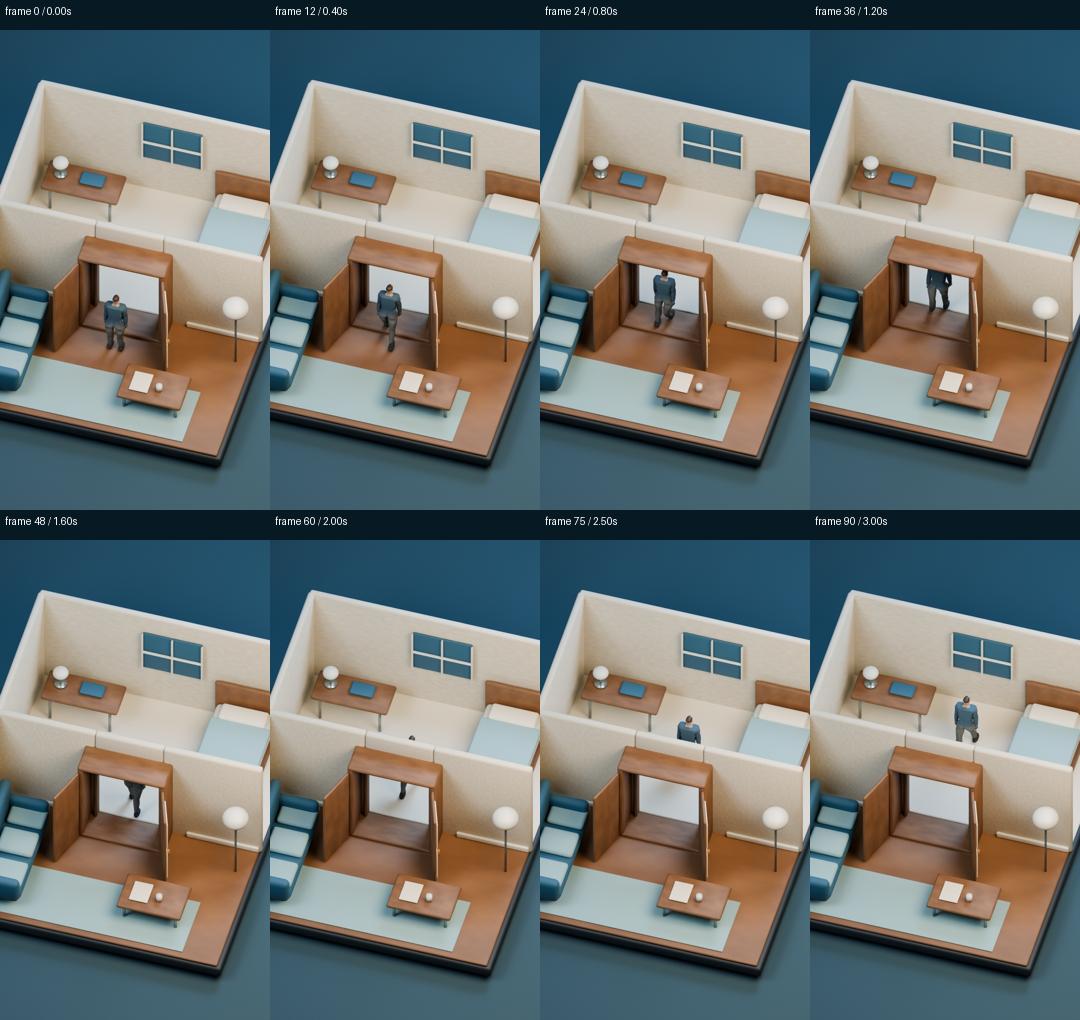 frame 0 / 0.00s
frame 12 / 0.40s
frame 24 / 0.80s
frame 36 / 1.20s
frame 48 / 1.60s
frame 60 / 2.00s
frame 75 / 2.50s
frame 90 / 3.00s